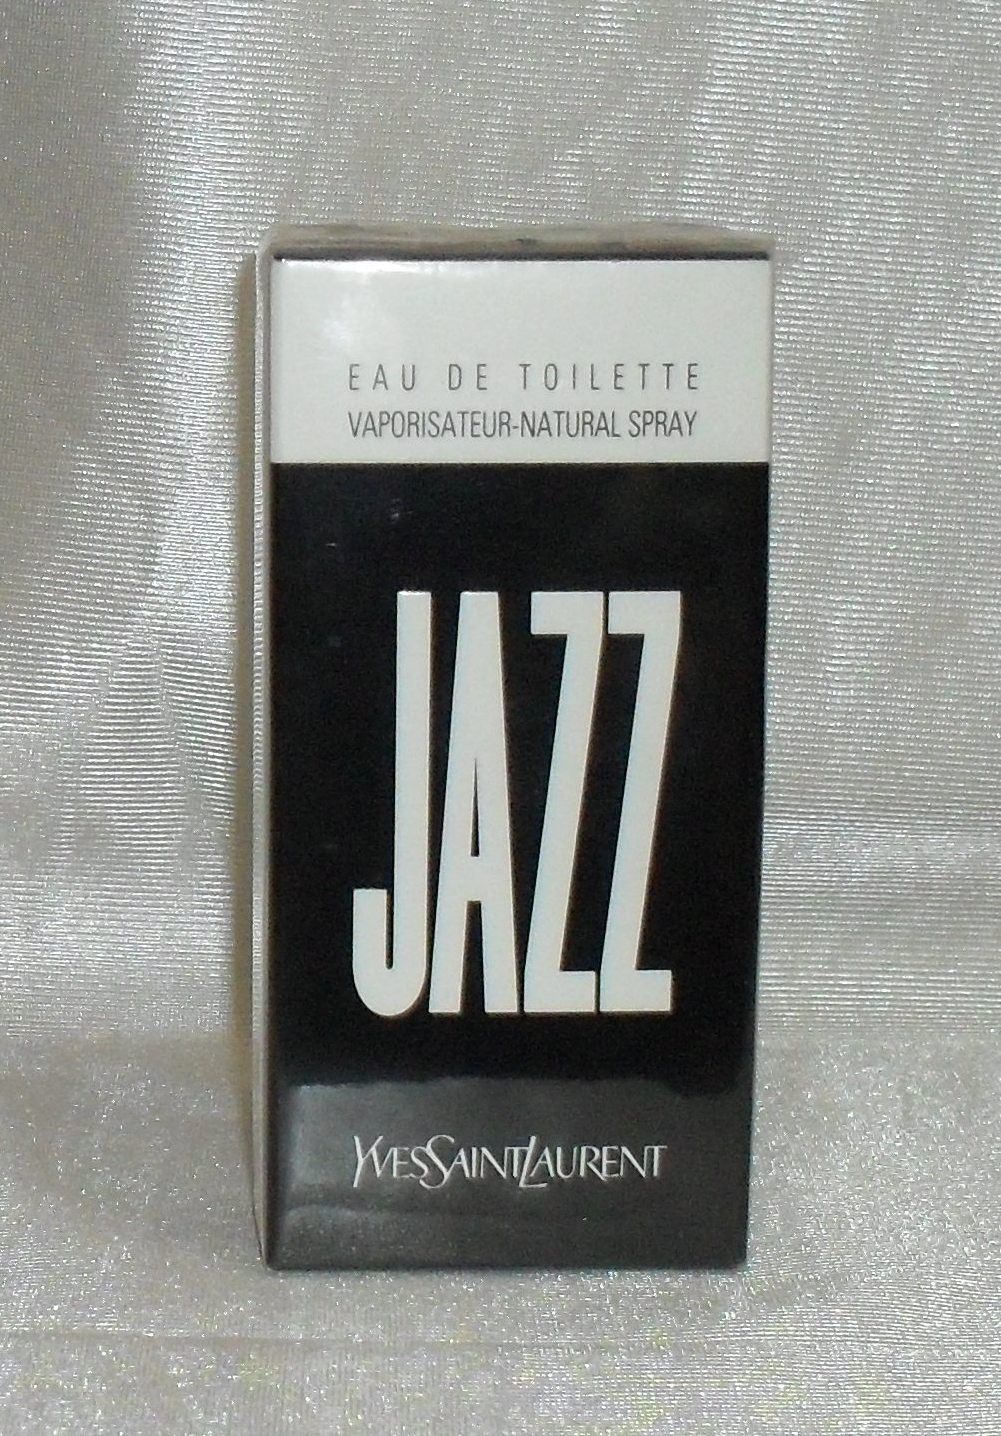 EAU DE TOILETTE
VAPORISATEUR-NATURAL SPRAY
JAZZ
YVESSAINTLAURENT